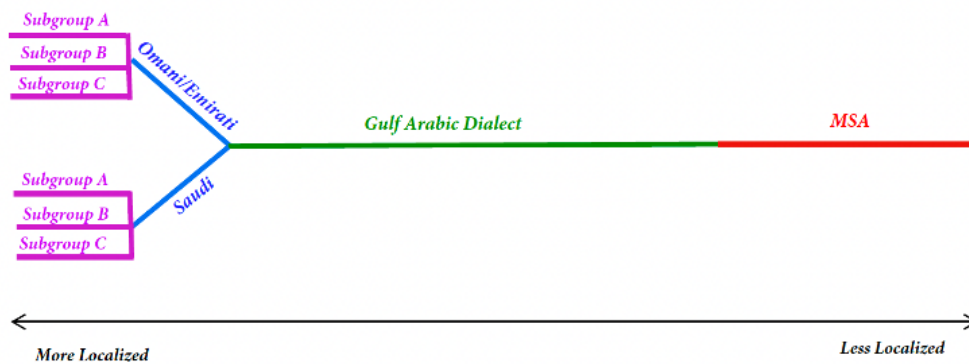 Subgroup A
Subgroup B
Subgroup C
Omani/Emirati
Gulf Arabic Dialect
MSA
Subgroup A
Subgroup B
Subgroup C
Saudi
More Localized
Less Localized